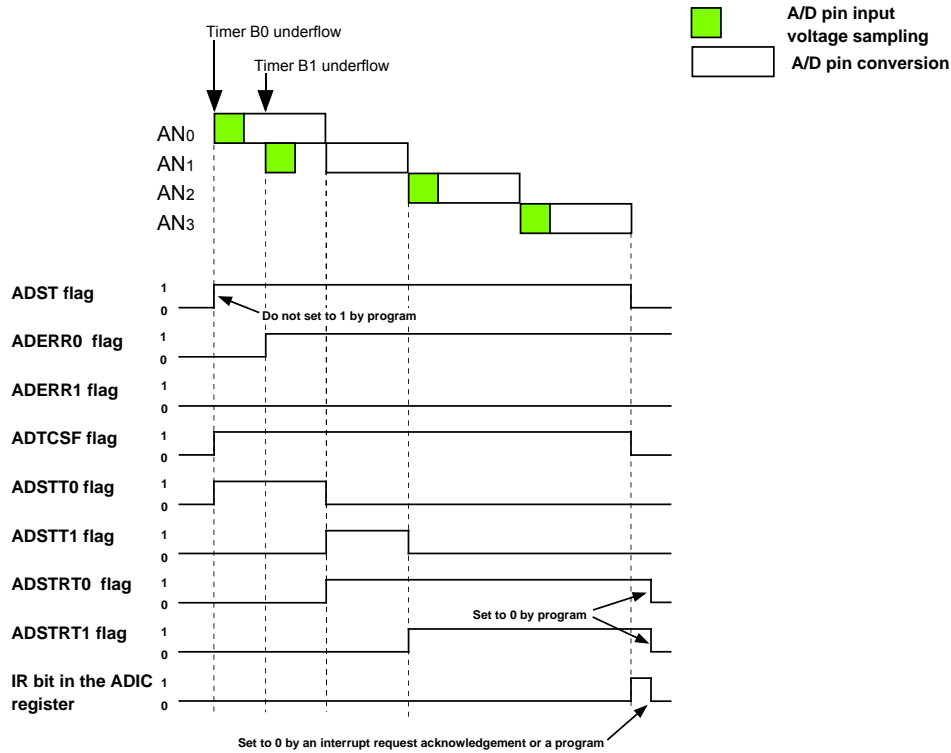 A/D pin input
voltage sampling
A/D pin conversion
Timer B0 underflow
Timer B1 underflow
AN0
AN1
AN2
AN3
ADST flag 1
0
Do not set to 1 by program
ADERR0 flag 1
0
ADERR1 flag 1
0
ADTCSF flag 1
0
ADSTT0 flag 1
0
ADSTT1 flag 1
0
ADSTRT0 flag 1
0
Set to 0 by program
ADSTRT1 flag 1
0
IR bit in the ADIC 1
register 0
Set to 0 by an interrupt request acknowledgement or a program